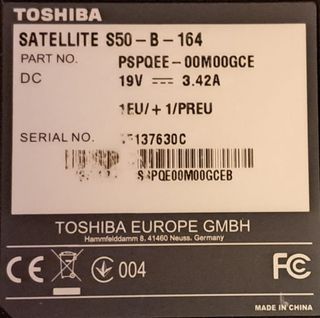 TOSHIBA
SATELLITE S50-B-164
PART NO. PSPQEE-00M00GCE
DC 19V 3.42A
1EU/+1/PREU
SERIAL NO.
TOSHIBA EUROPE GMBH
Hammfelddamm 8, 41460 Neuss, Germany
CE 004 FC
MADE IN CHINA